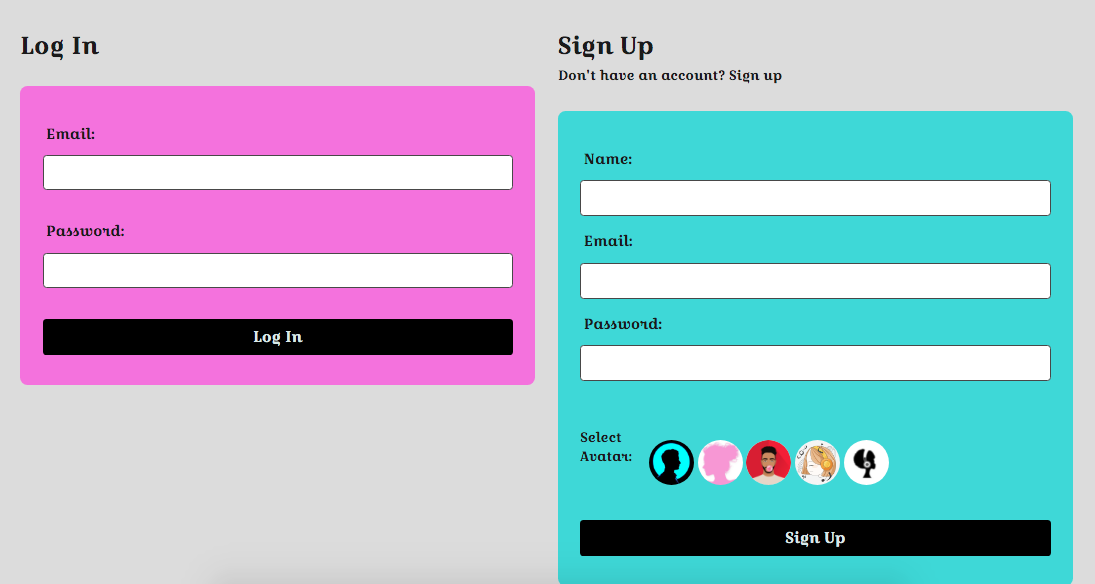 Log In
Email:
Password:
Log In
Sign Up
Don't have an account? Sign up
Name:
Email:
Password:
Select
Avatar:
Sign Up